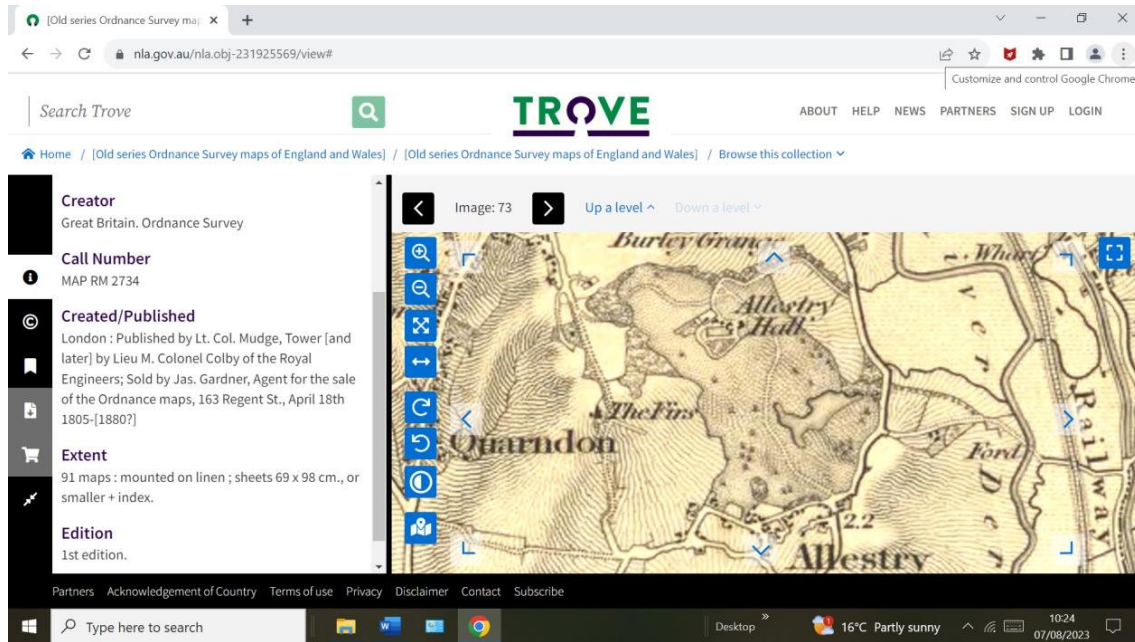 [Old series Ordnance Survey map
nla.gov.au/nla.obj-231925569/view#
Customize and control Google Chrome
Search Trove
TROVE
ABOUT HELP NEWS PARTNERS SIGN UP LOGIN
Home / [Old series Ordnance Survey maps of England and Wales] / [Old series Ordnance Survey maps of England and Wales] / Browse this collection
Creator
Great Britain. Ordnance Survey
Call Number
MAP RM 2734
Created/Published
London : Published by Lt. Col. Mudge, Tower [and
later] by Lieu M. Colonel Colby of the Royal
Engineers; Sold by Jas. Gardner, Agent for the sale
of the Ordnance maps, 163 Regent St., April 18th
1805-[1880?]
Extent
91 maps : mounted on linen ; sheets 69 x 98 cm., or
smaller + index.
Edition
1st edition.
Image: 73
Up a level
Down a level
Burley Grange
Wharf
Allestry
Hall
The Firs
Quarndon
Ford
Railway
Der
2.2
Allestry
Partners Acknowledgement of Country Terms of use Privacy Disclaimer Contact Subscribe
Type here to search
Desktop
16°C Partly sunny
10:24
07/08/2023